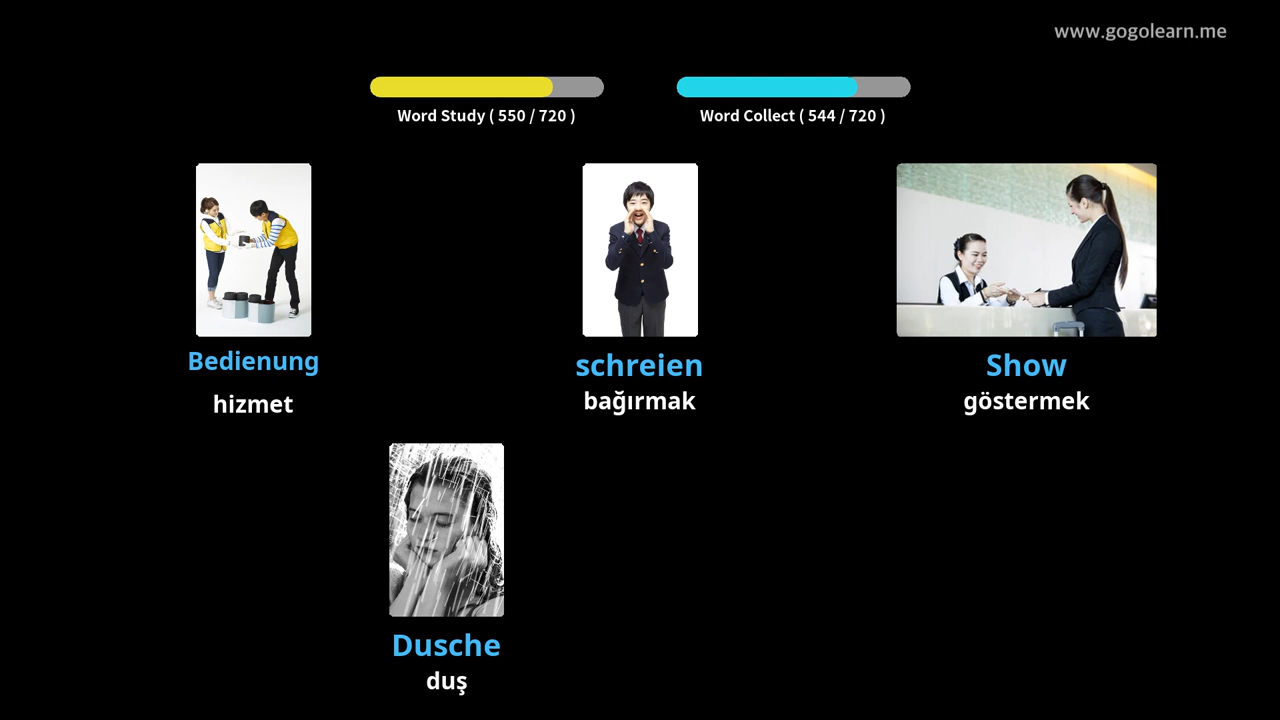 www.gogolearn.me
Word Study ( 550 / 720 )
Word Collect ( 544 / 720 )
Bedienung
hizmet
schreien
bağırmak
Show
göstermek
Dusche
duş